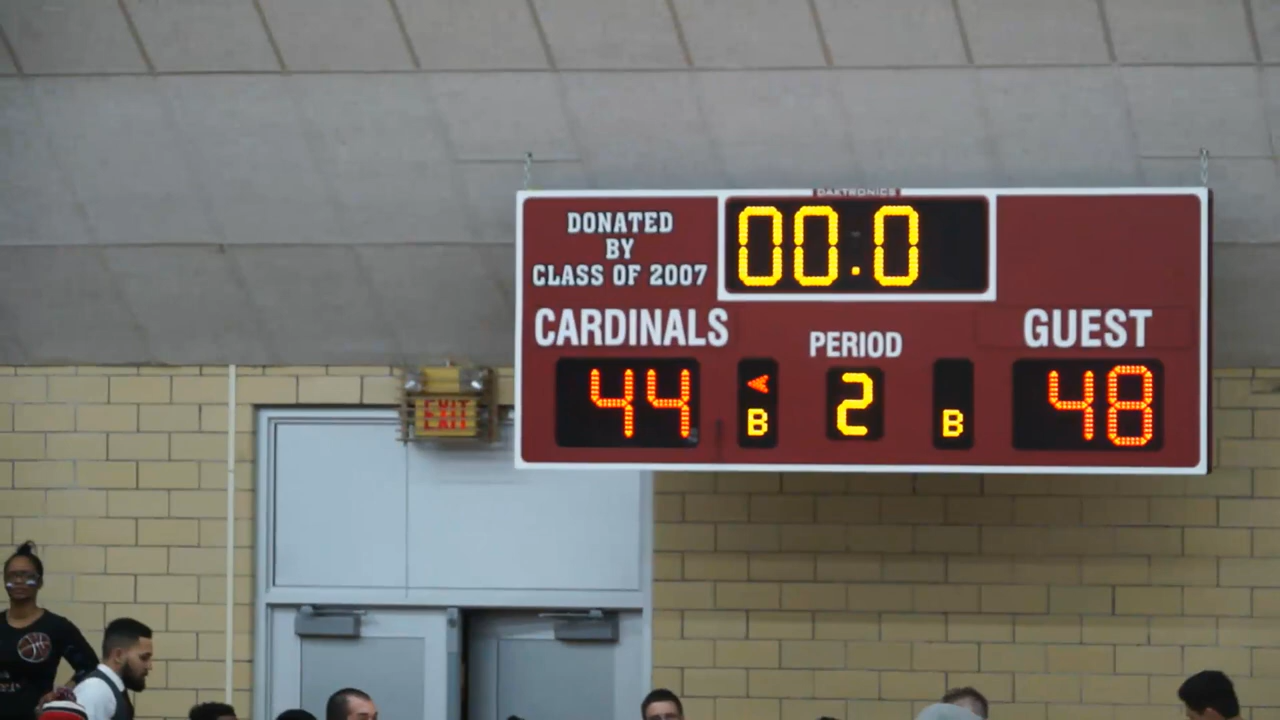 DAKTRONICS
DONATED
BY
CLASS OF 2007
00.0
CARDINALS
PERIOD
GUEST
44
B
2
B
48
EXIT